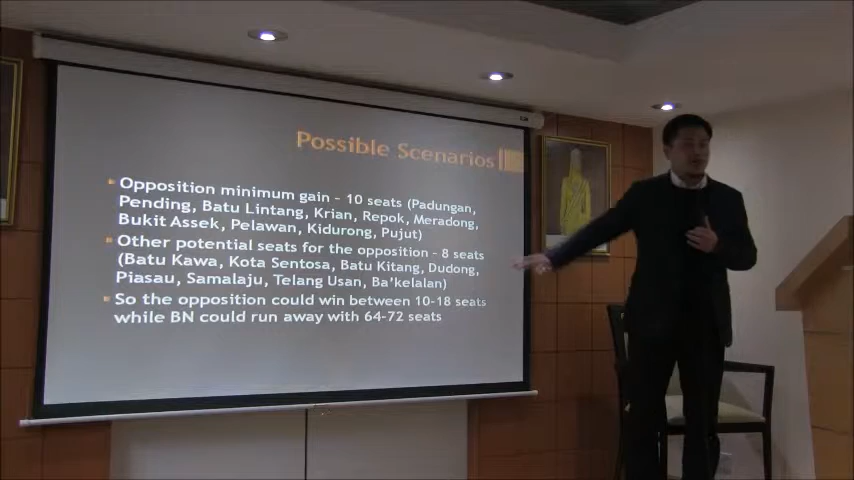 Possible Scenarios
Opposition minimum gain - 10 seats (Padungan,
Pending, Batu Lintang, Krian, Repok, Meradong,
Bukit Assek, Pelawan, Kidurong, Pujut)
Other potential seats for the opposition - 8 seats
(Batu Kawa, Kota Sentosa, Batu Kitang, Dudong,
Piasau, Samalaju, Telang Usan, Ba'kelalan)
So the opposition could win between 10-18 seats
while BN could run away with 64-72 seats